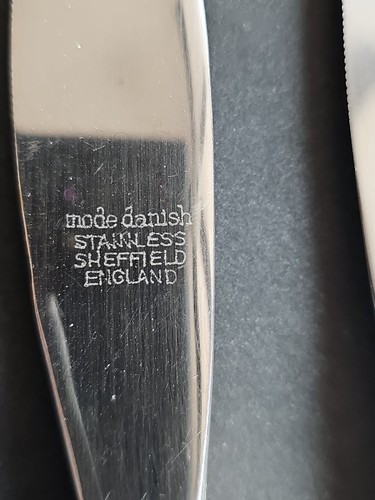 mode danish
STAINLESS
SHEFFIELD
ENGLAND